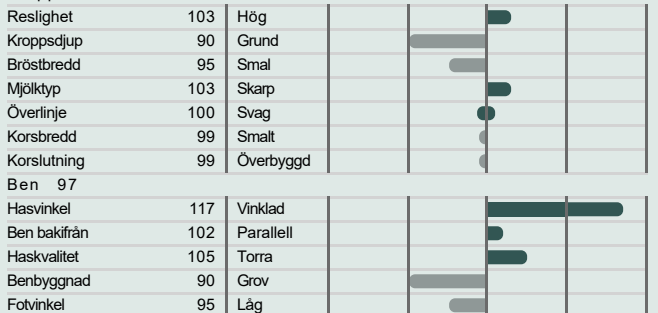 Reslighet 103 Hög
Kroppsdjup 90 Grund
Bröstbredd 95 Smal
Mjölktyp 103 Skarp
Överlinje 100 Svag
Korsbredd 99 Smalt
Korslutning 99 Överbyggd
Ben 97
Hasvinkel 117 Vinklad
Ben bakifrån 102 Parallell
Haskvalitet 105 Torra
Benbyggnad 90 Grov
Fotvinkel 95 Låg